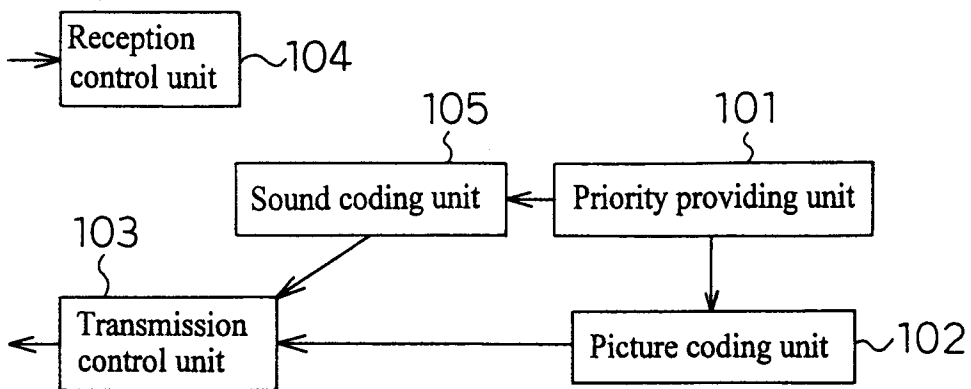 Reception
control unit
104
105
101
Sound coding unit
Priority providing unit
103
Transmission
control unit
Picture coding unit
102